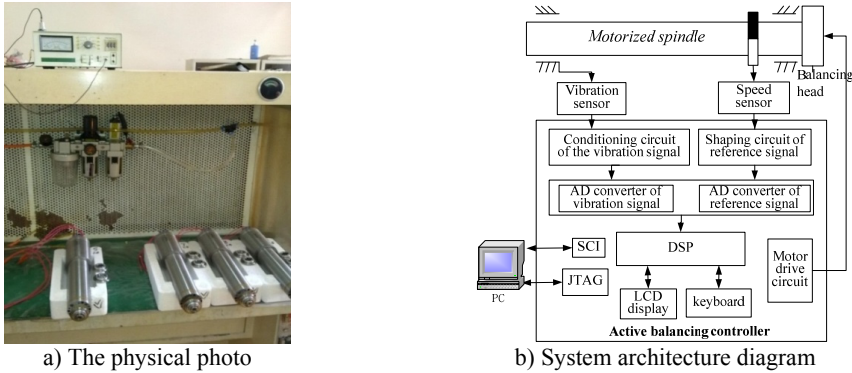 Motorized spindle
Balancing
head
Vibration
sensor
Speed
sensor
Conditioning circuit
of the vibration signal
Shaping circuit of
reference signal
AD converter of
vibration signal
AD converter of
reference signal
SCI
DSP
Motor
drive
circuit
PC
JTAG
LCD
display
keyboard
Active balancing controller
a) The physical photo
b) System architecture diagram